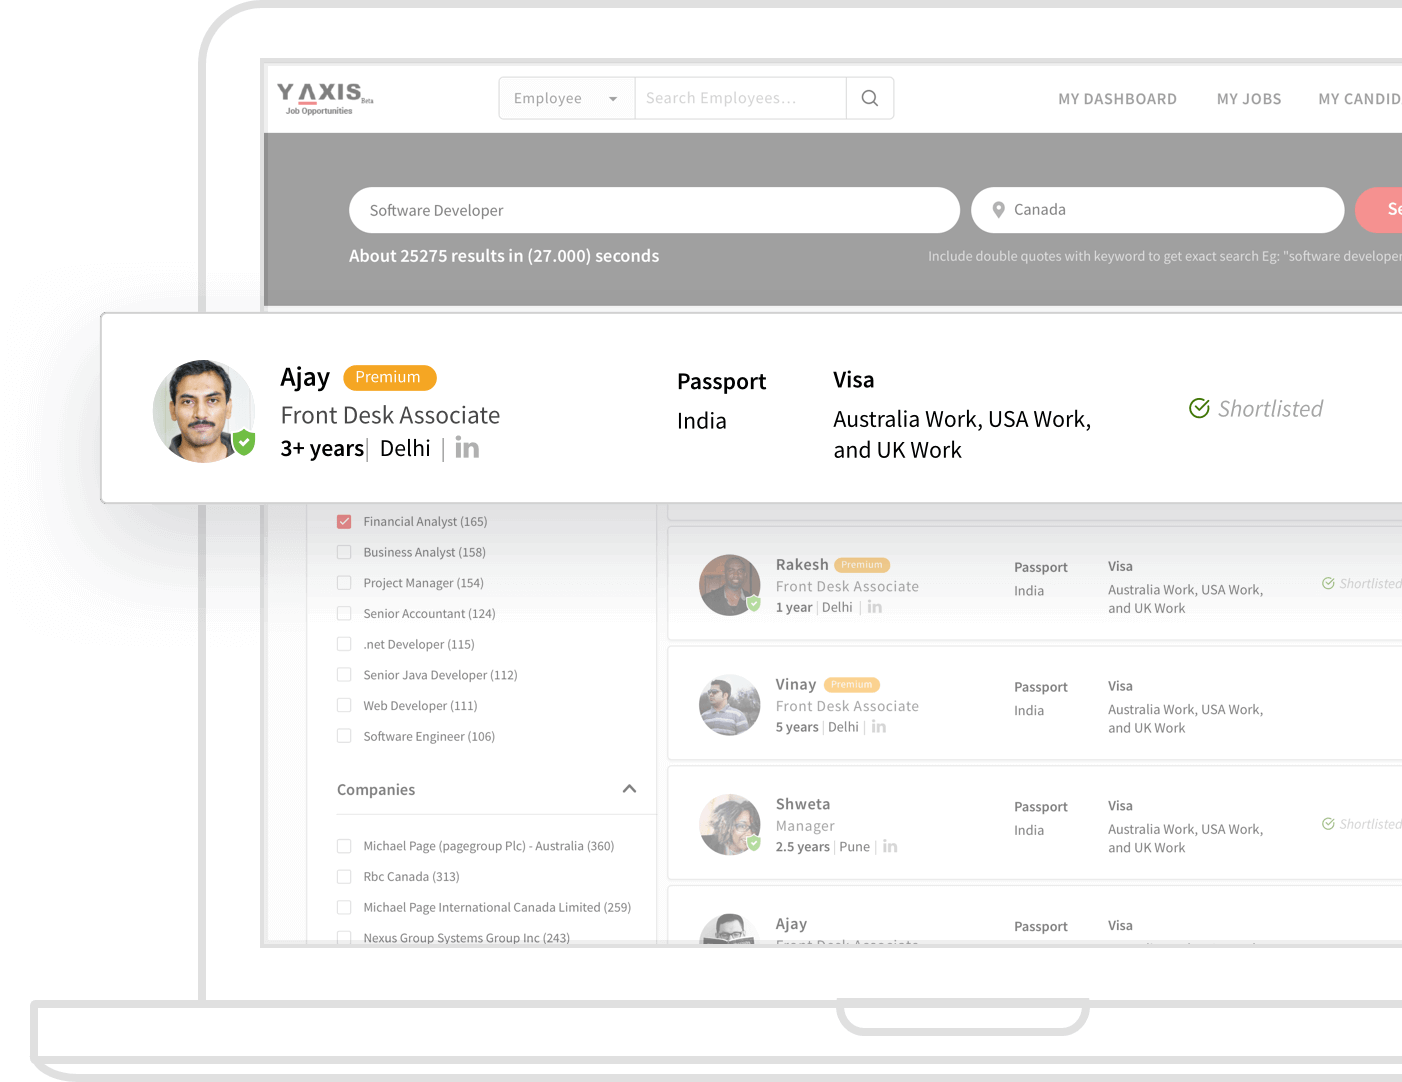 Y AXIS Beta
Job Opportunities
Employee
Search Employees...
MY DASHBOARD
MY JOBS
MY CANDID
Software Developer
Canada
Se
About 25275 results in (27.000) seconds
Include double quotes with keyword to get exact search Eg: "software developer
Ajay Premium
Front Desk Associate
3+ years| Delhi | in
Passport
India
Visa
Australia Work, USA Work,
and UK Work
Shortlisted
Financial Analyst (165)
Business Analyst (158)
Project Manager (154)
Senior Accountant (124)
.net Developer (115)
Senior Java Developer (112)
Web Developer (111)
Software Engineer (106)
Companies
Michael Page (pagegroup Plc) - Australia (360)
Rbc Canada (313)
Michael Page International Canada Limited (259)
Nexus Group Systems Group Inc (243)
Rakesh Premium
Front Desk Associate
1 year | Delhi | in
Passport
India
Visa
Australia Work, USA Work,
and UK Work
Shortlisted
Vinay Premium
Front Desk Associate
5 years | Delhi | in
Passport
India
Visa
Australia Work, USA Work,
and UK Work
Shweta
Manager
2.5 years | Pune | in
Passport
India
Visa
Australia Work, USA Work,
and UK Work
Shortlisted
Ajay
Front Desk Associate
Passport
Visa